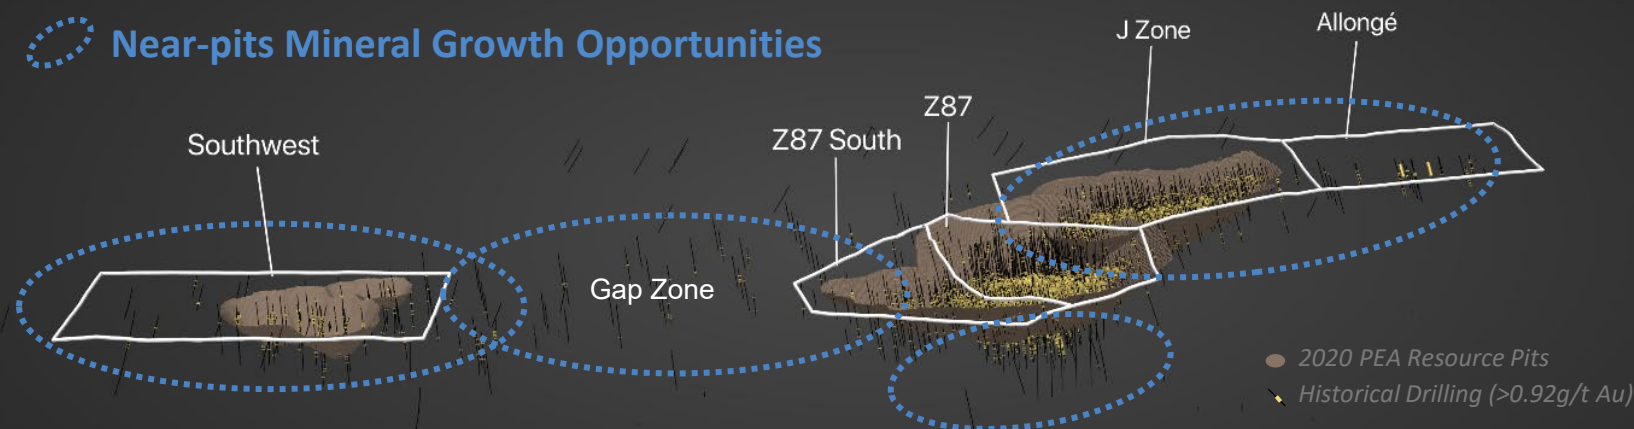 Near-pits Mineral Growth Opportunities
J Zone
Allongé
Z87
Z87 South
Southwest
Gap Zone
2020 PEA Resource Pits
Historical Drilling (>0.92g/t Au)